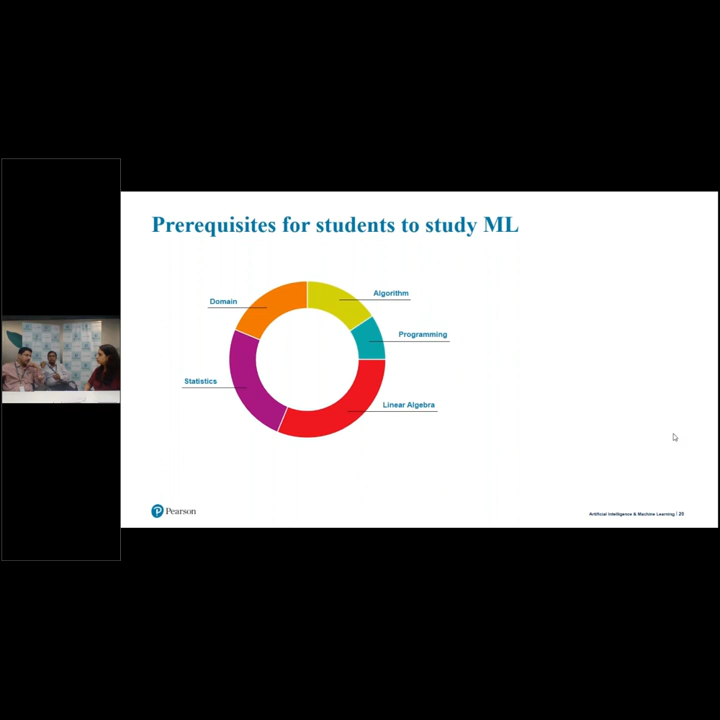 Prerequisites for students to study ML
Algorithm
Domain
Programming
Statistics
Linear Algebra
Pearson
Artificial Intelligence & Machine Learning | 20